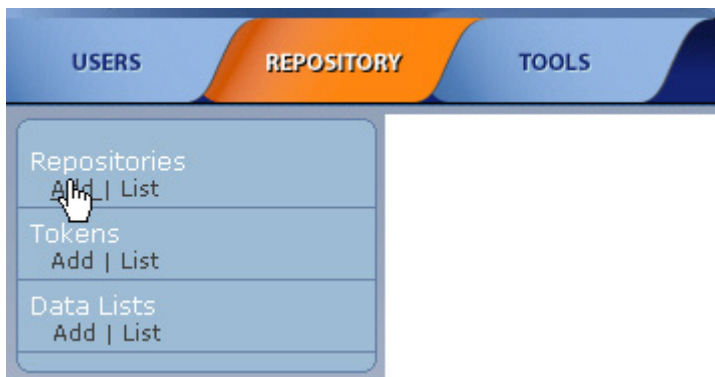 USERS REPOSITORY TOOLS
Repositories
Add | List
Tokens
Add | List
Data Lists
Add | List